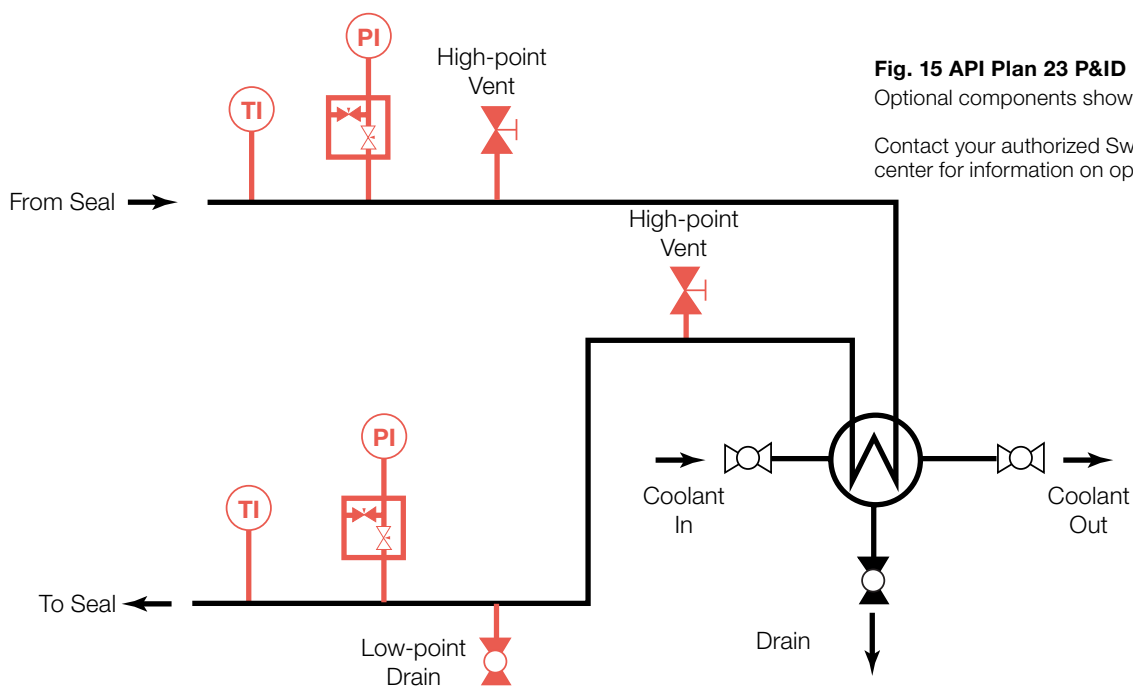 PI
High-point
Vent
TI
Fig. 15 API Plan 23 P&ID
Optional components show
Contact your authorized Sw
center for information on op
From Seal
High-point
Vent
PI
TI
Coolant
In
Coolant
Out
To Seal
Low-point
Drain
Drain